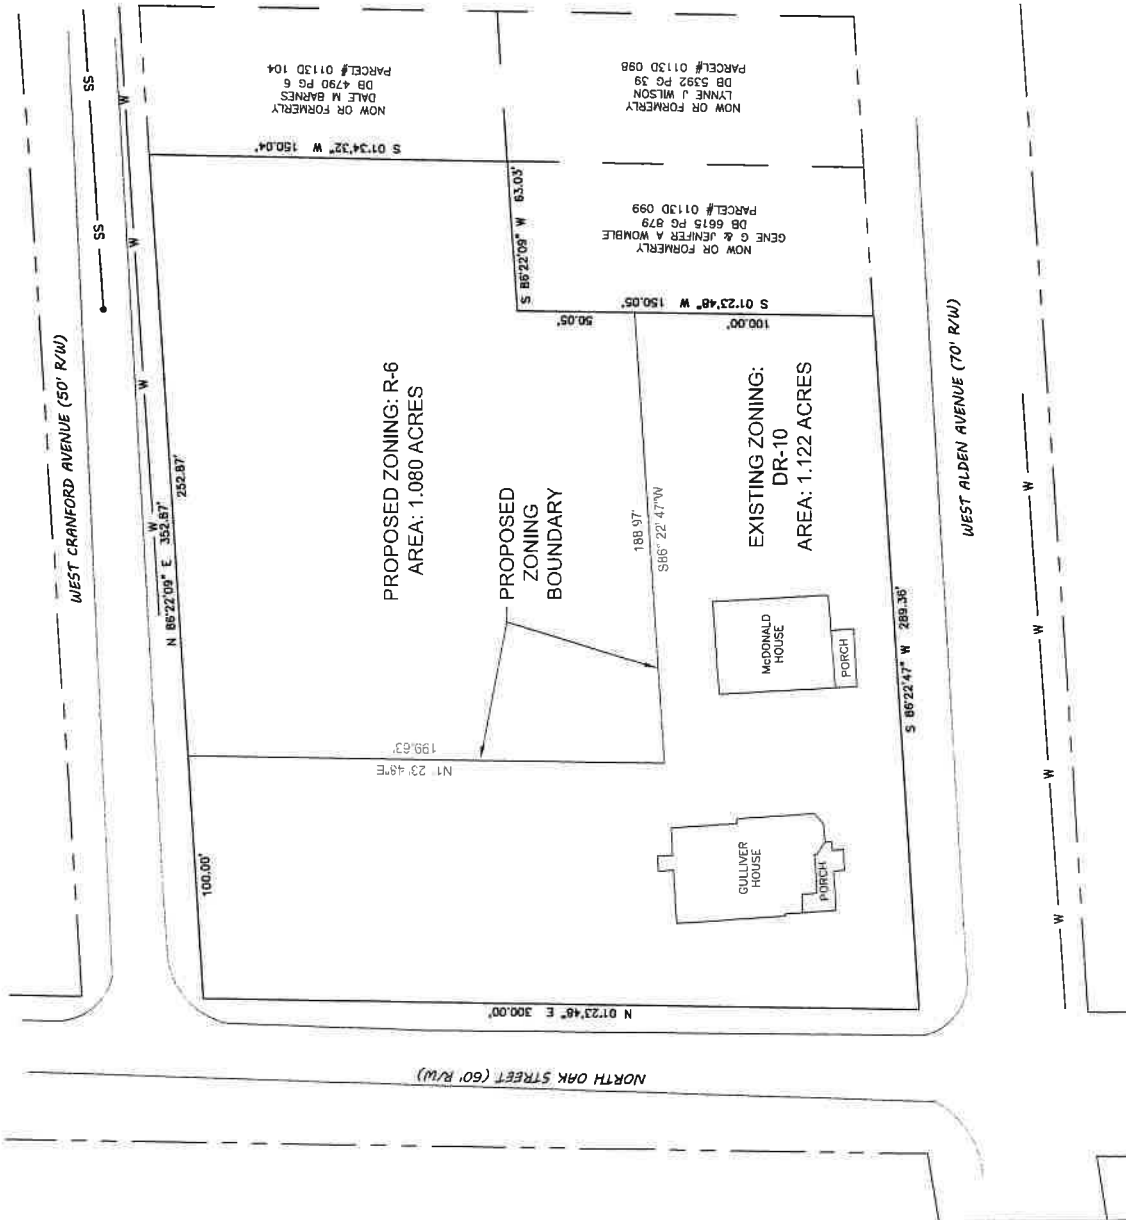 WEST CRANFORD AVENUE (50' R/W)
SS
SS
W
W
W
W
N 86°22'09" E 352.87'
252.87'
100.00'
NOW OR FORMERLY
DALE M BARNES
DB 4790 PG 6
PARCEL# 0113D 104
NOW OR FORMERLY
LYNNE J WILSON
DB 5392 PG 39
PARCEL# 0113D 098
S 01°34'32" W 150.04'
S 86°22'09" W 63.03'
NOW OR FORMERLY
GENE G & JENIFER A WOMBLE
DB 6615 PG 879
PARCEL# 0113D 099
S 01°23'48" W 150.05'
50.05'
100.00'
PROPOSED ZONING: R-6
AREA: 1.080 ACRES
PROPOSED
ZONING
BOUNDARY
188.97'
S86° 22' 47"W
EXISTING ZONING:
DR-10
AREA: 1.122 ACRES
199.63'
N1° 23' 48"E
McDONALD
HOUSE
PORCH
GULLIVER
HOUSE
PORCH
S 86°22'47" W 289.36'
WEST ALDEN AVENUE (70' R/W)
W
W
W
W
N 01°23'48" E 300.00'
NORTH OAK STREET (60' R/W)